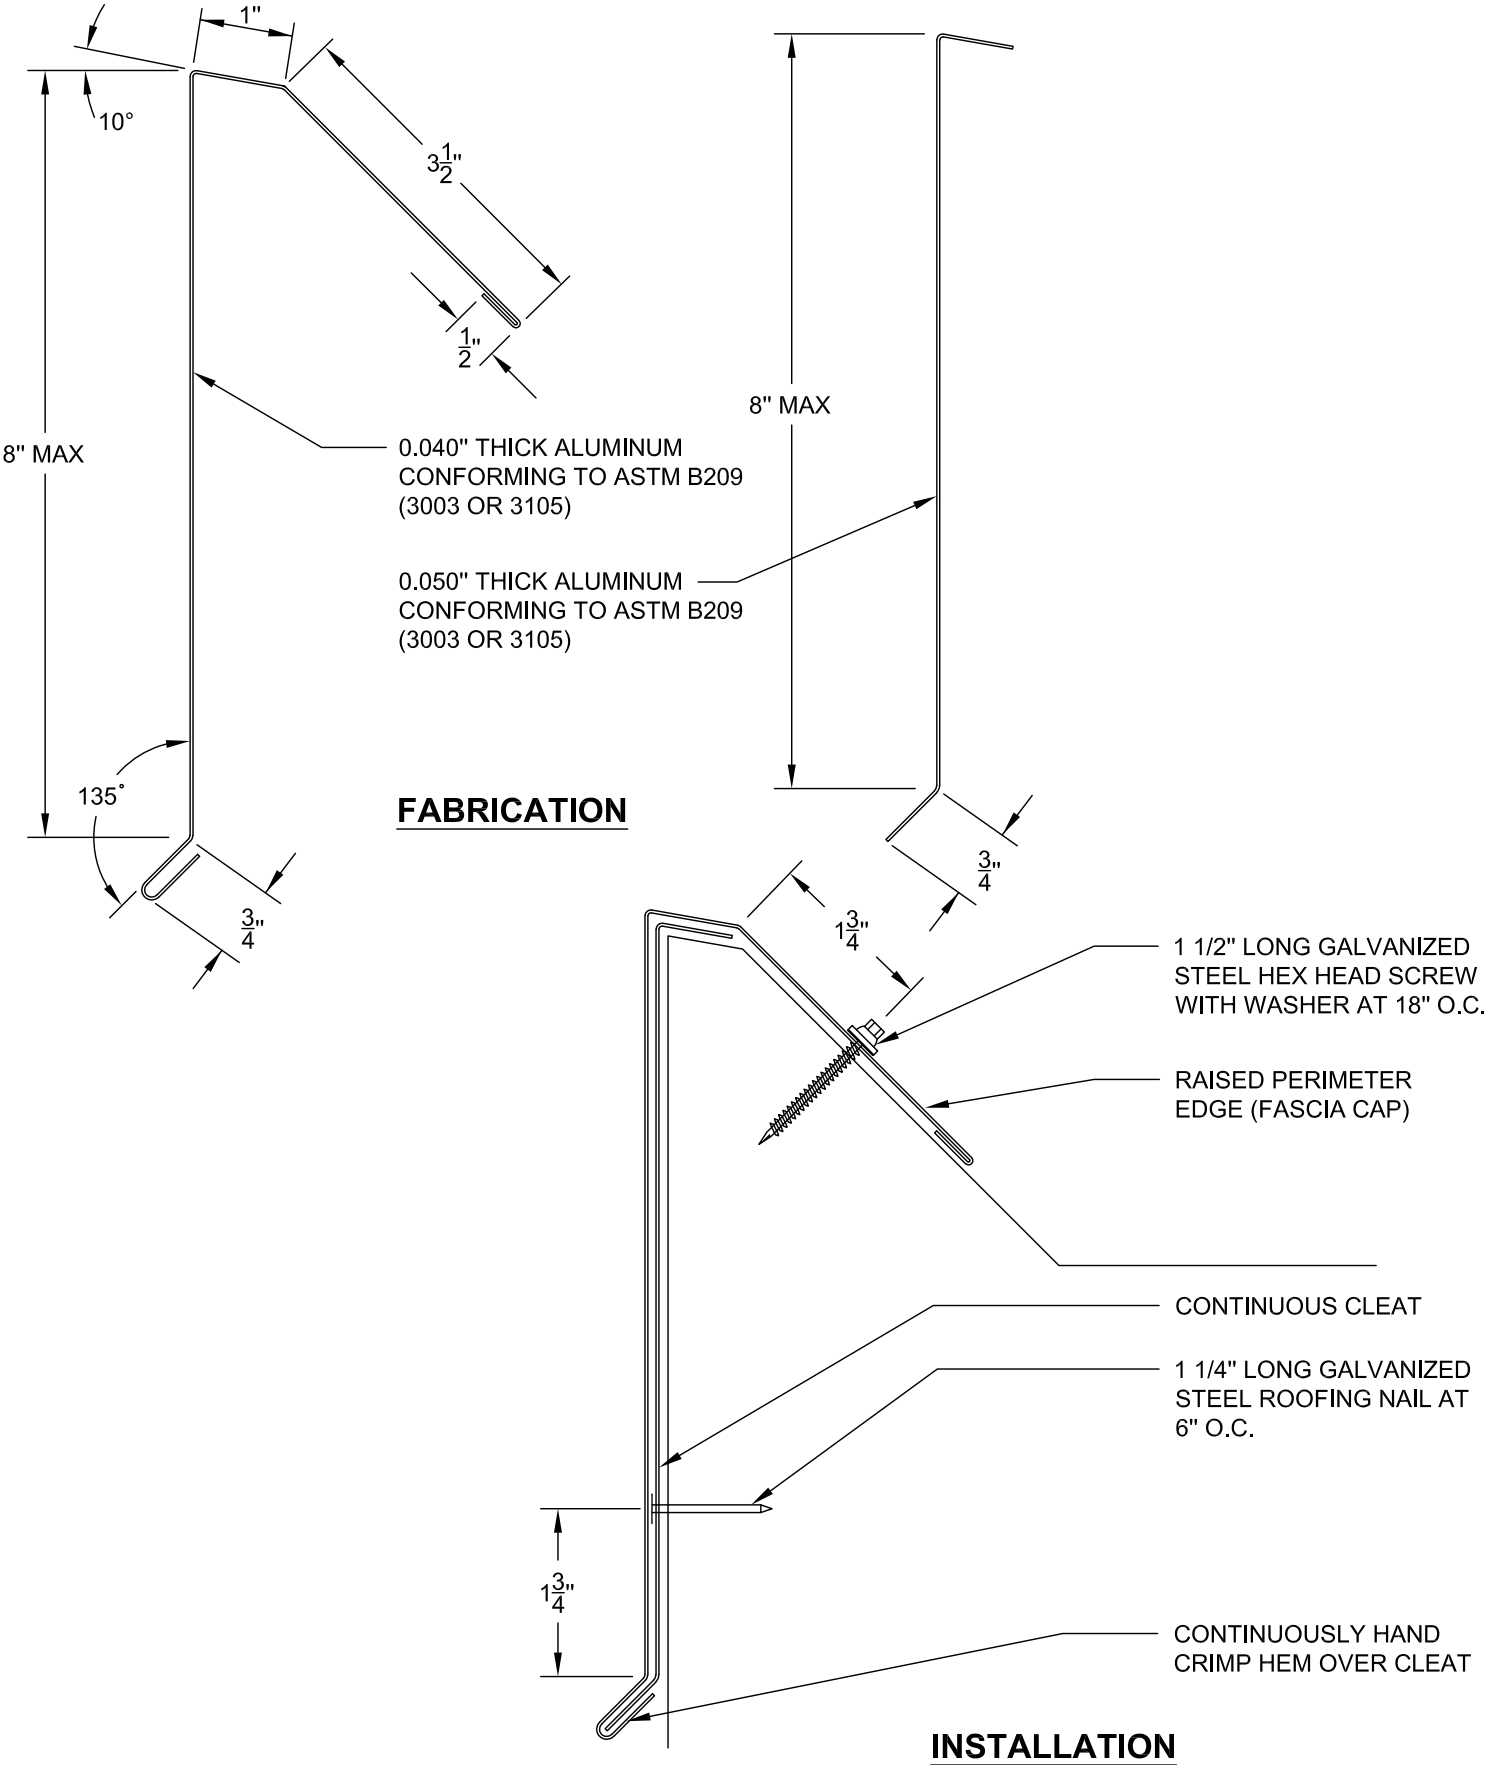 1"
10°
3 1/2"
1/2"
8" MAX
8" MAX
0.040" THICK ALUMINUM
CONFORMING TO ASTM B209
(3003 OR 3105)
0.050" THICK ALUMINUM
CONFORMING TO ASTM B209
(3003 OR 3105)
135°
FABRICATION
3/4"
3/4"
1 3/4"
1 1/2" LONG GALVANIZED
STEEL HEX HEAD SCREW
WITH WASHER AT 18" O.C.
RAISED PERIMETER
EDGE (FASCIA CAP)
CONTINUOUS CLEAT
1 1/4" LONG GALVANIZED
STEEL ROOFING NAIL AT
6" O.C.
1 3/4"
CONTINUOUSLY HAND
CRIMP HEM OVER CLEAT
INSTALLATION